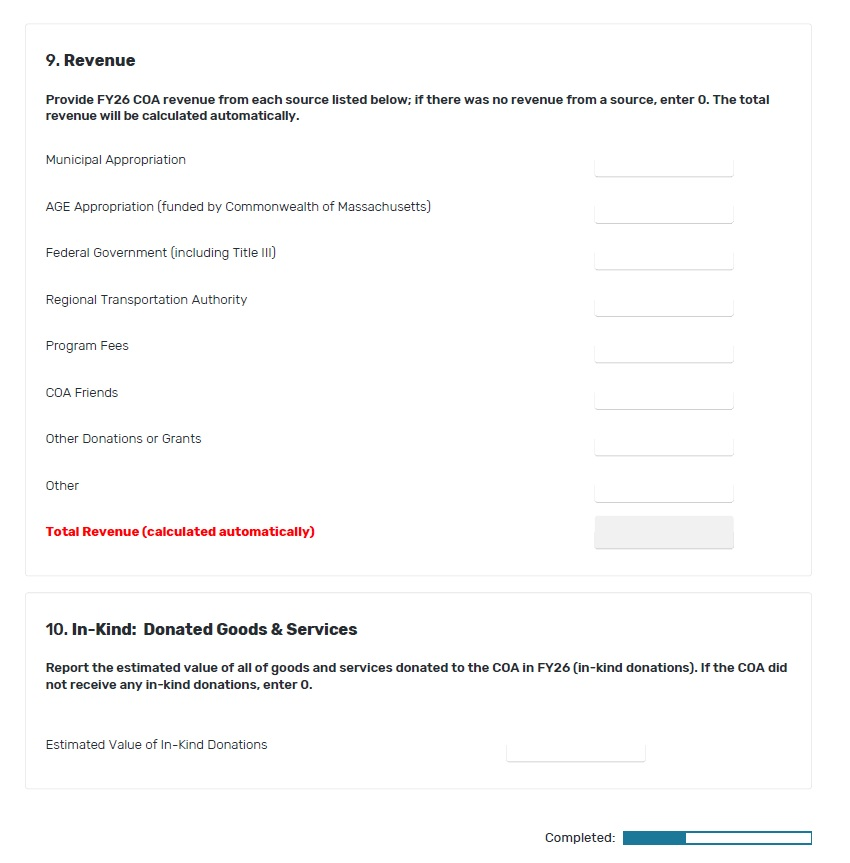 9. Revenue
Provide FY26 COA revenue from each source listed below; if there was no revenue from a source, enter 0. The total
revenue will be calculated automatically.
Municipal Appropriation
AGE Appropriation (funded by Commonwealth of Massachusetts)
Federal Government (including Title III)
Regional Transportation Authority
Program Fees
COA Friends
Other Donations or Grants
Other
Total Revenue (calculated automatically)
10. In-Kind:  Donated Goods & Services
Report the estimated value of all of goods and services donated to the COA in FY26 (in-kind donations). If the COA did
not receive any in-kind donations, enter 0.
Estimated Value of In-Kind Donations
Completed: